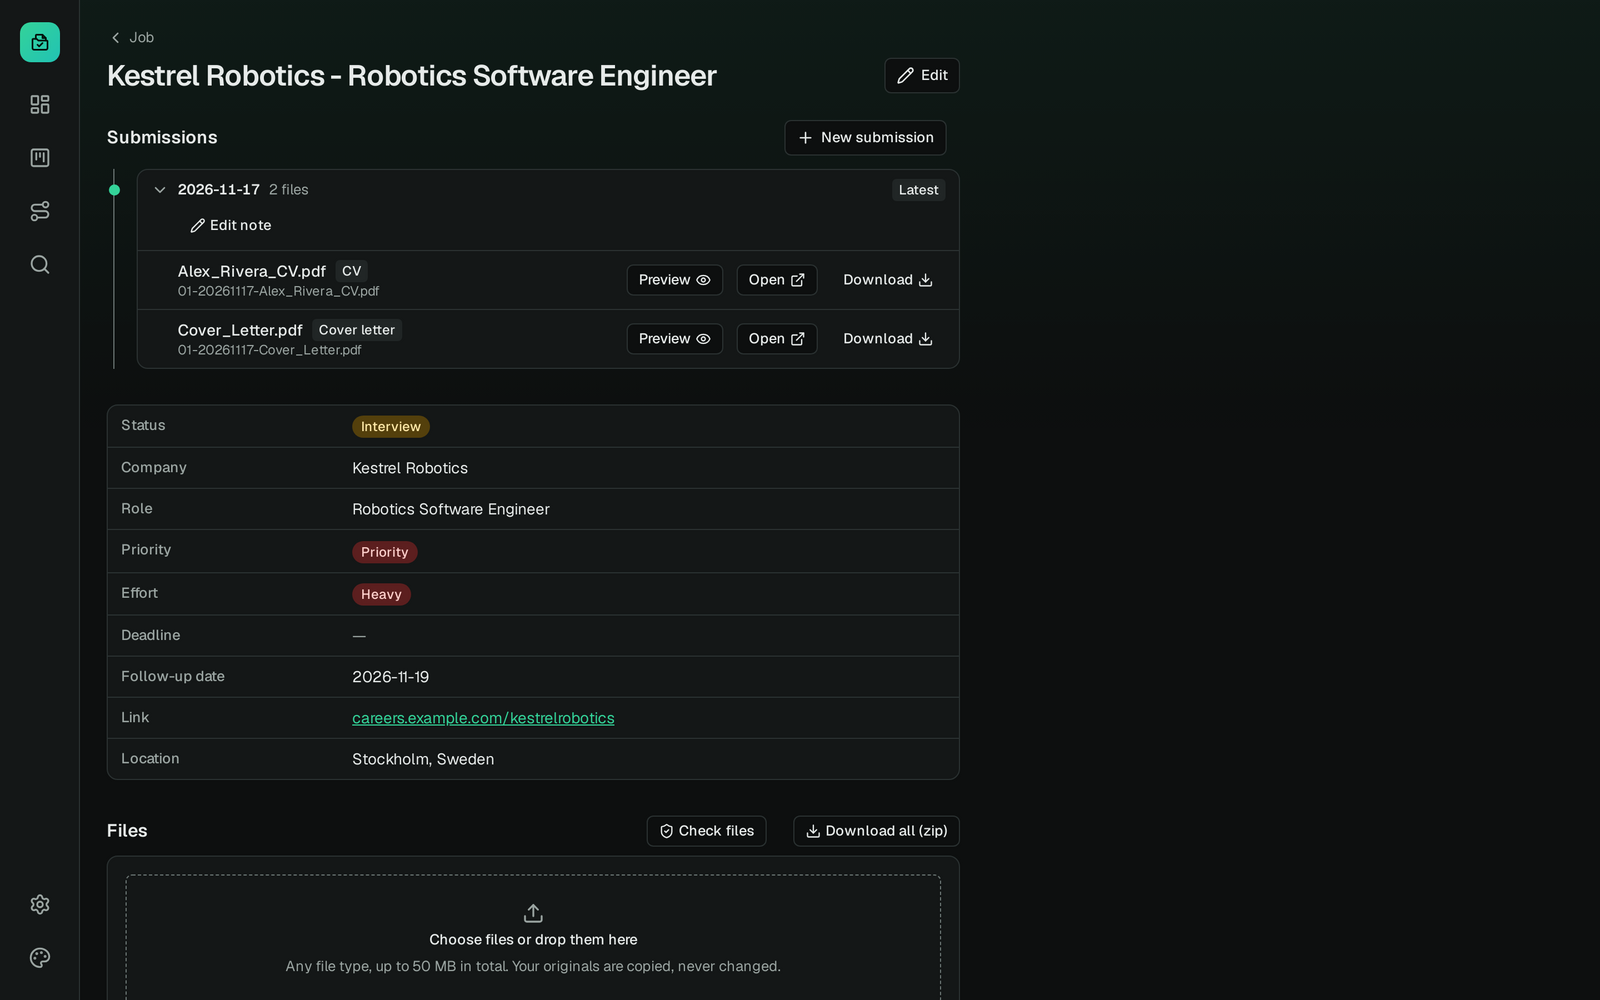 Job
Kestrel Robotics - Robotics Software Engineer
Edit
Submissions
New submission
2026-11-17 2 files
Latest
Edit note
Alex_Rivera_CV.pdf CV
01-20261117-Alex_Rivera_CV.pdf
Preview
Open
Download
Cover_Letter.pdf Cover letter
01-20261117-Cover_Letter.pdf
Preview
Open
Download
Status Interview
Company Kestrel Robotics
Role Robotics Software Engineer
Priority Priority
Effort Heavy
Deadline —
Follow-up date 2026-11-19
Link careers.example.com/kestrelrobotics
Location Stockholm, Sweden
Files
Check files
Download all (zip)
Choose files or drop them here
Any file type, up to 50 MB in total. Your originals are copied, never changed.